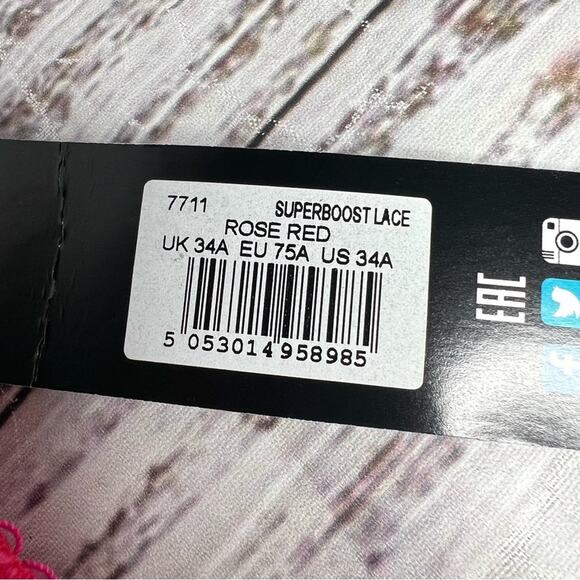 7711 SUPERBOOST LACE
ROSE RED
UK 34A EU 75A US 34A
5 053014 958985
EAC